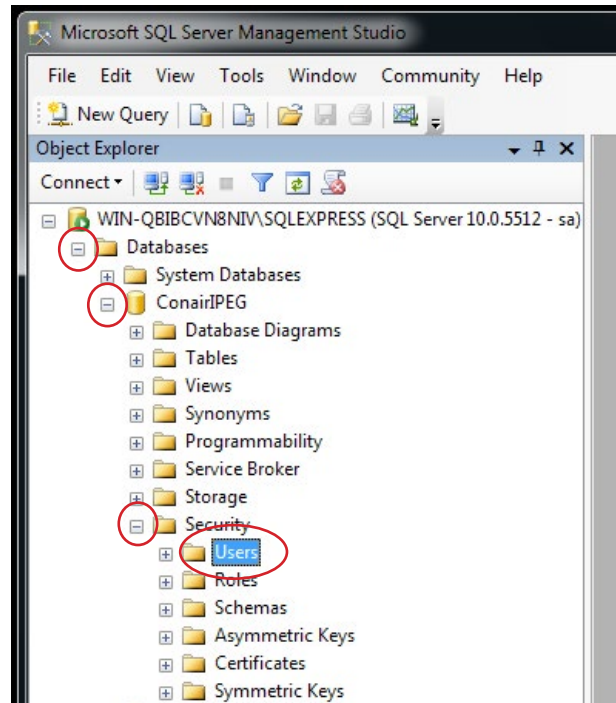 Microsoft SQL Server Management Studio
File Edit View Tools Window Community Help
New Query
Object Explorer
Connect
WIN-QBIBCVN8NIV\SQLEXPRESS (SQL Server 10.0.5512 - sa)
Databases
System Databases
ConairIPEG
Database Diagrams
Tables
Views
Synonyms
Programmability
Service Broker
Storage
Security
Users
Roles
Schemas
Asymmetric Keys
Certificates
Symmetric Keys